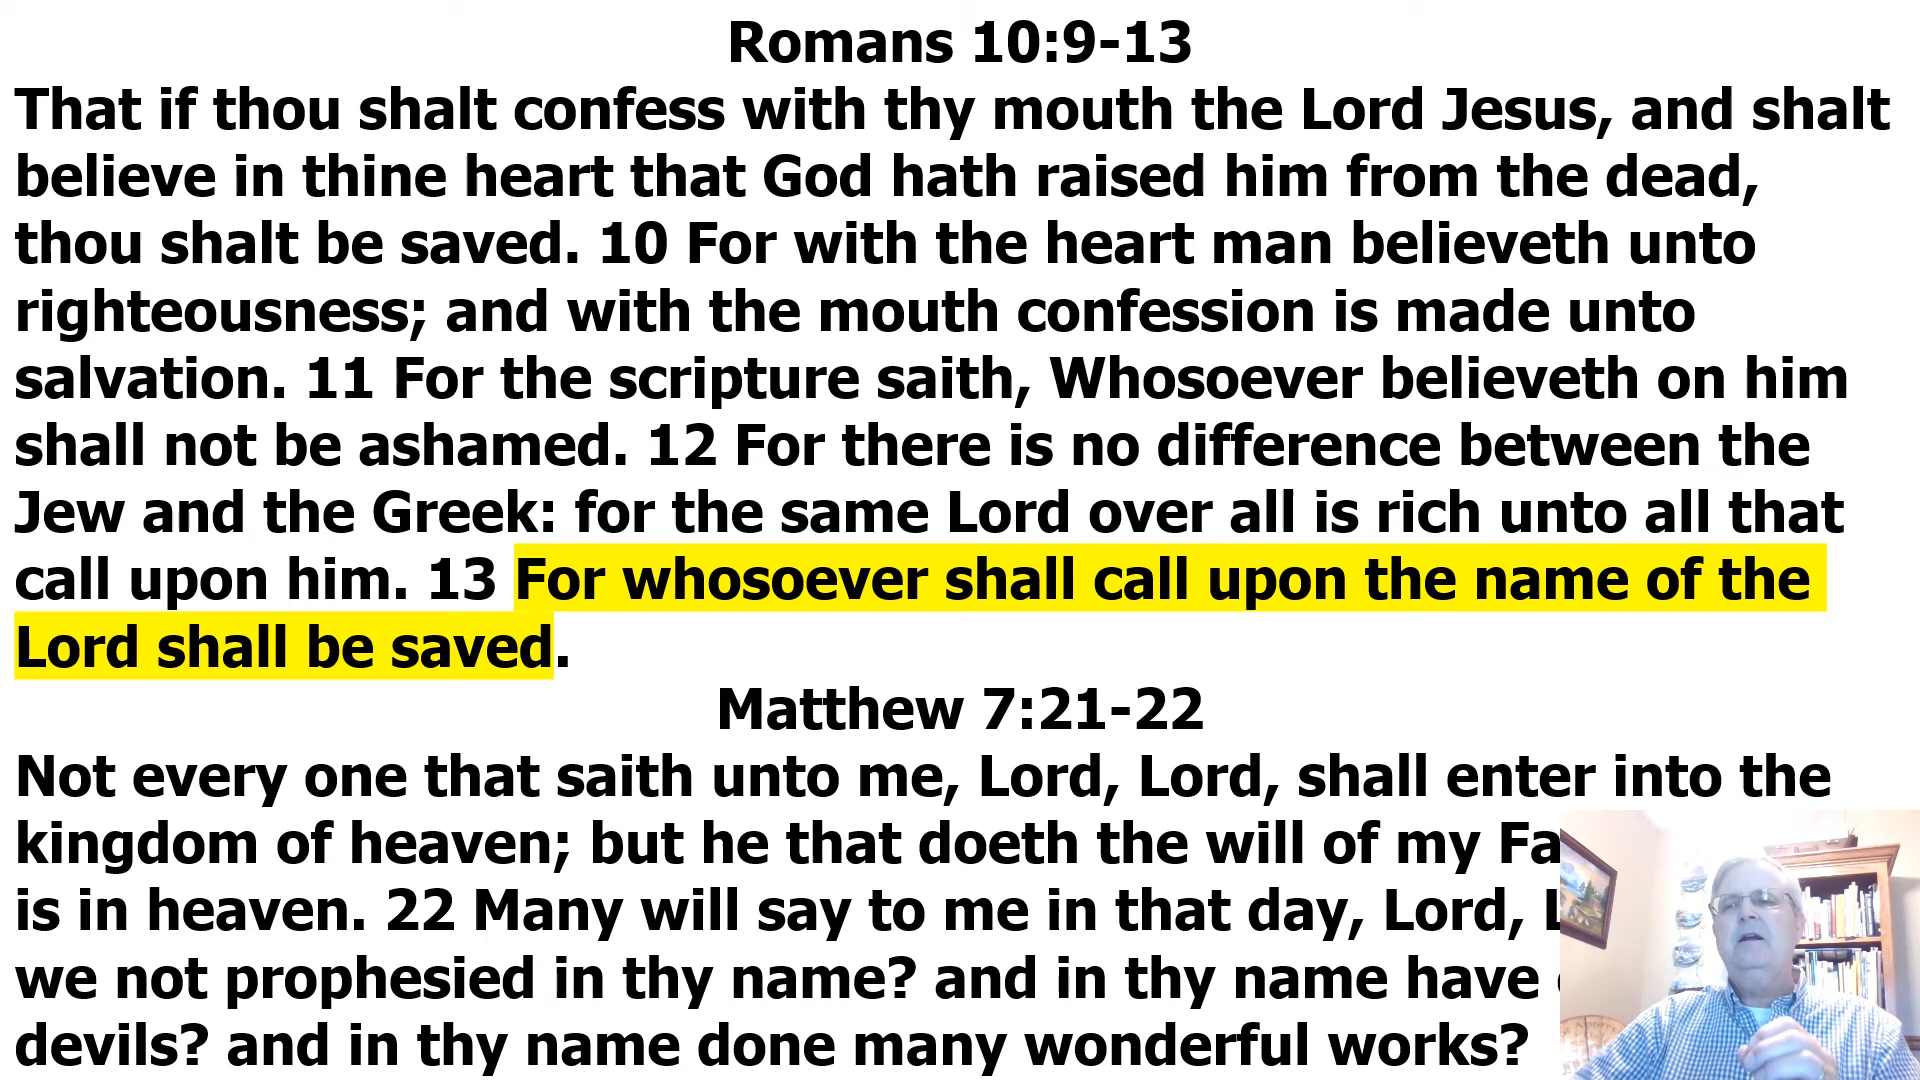 Romans 10:9-13
That if thou shalt confess with thy mouth the Lord Jesus, and shalt
believe in thine heart that God hath raised him from the dead,
thou shalt be saved. 10 For with the heart man believeth unto
righteousness; and with the mouth confession is made unto
salvation. 11 For the scripture saith, Whosoever believeth on him
shall not be ashamed. 12 For there is no difference between the
Jew and the Greek: for the same Lord over all is rich unto all that
call upon him. 13 For whosoever shall call upon the name of the
Lord shall be saved.
Matthew 7:21-22
Not every one that saith unto me, Lord, Lord, shall enter into the
kingdom of heaven; but he that doeth the will of my
is in heaven. 22 Many will say to me in that day, Lord,
we not prophesied in thy name? and in thy name have
devils? and in thy name done many wonderful works?